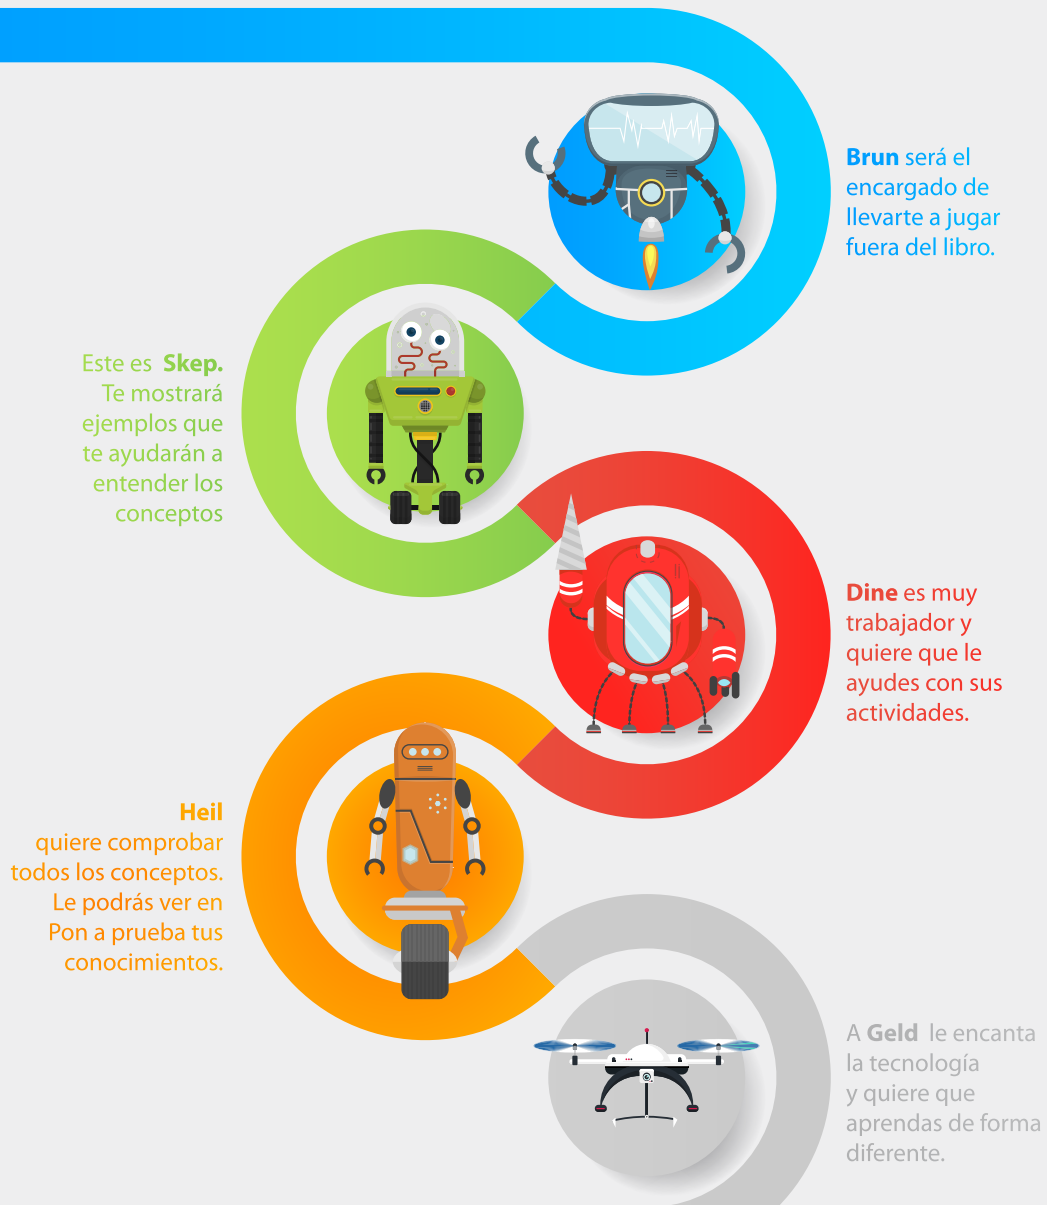 Brun será el
encargado de
llevarte a jugar
fuera del libro.
Este es Skep.
Te mostrará
ejemplos que
te ayudarán a
entender los
conceptos
Dine es muy
trabajador y
quiere que le
ayudes con sus
actividades.
Heil
quiere comprobar
todos los conceptos.
Le podrás ver en
Pon a prueba tus
conocimientos.
A Geld le encanta
la tecnología
y quiere que
aprendas de forma
diferente.